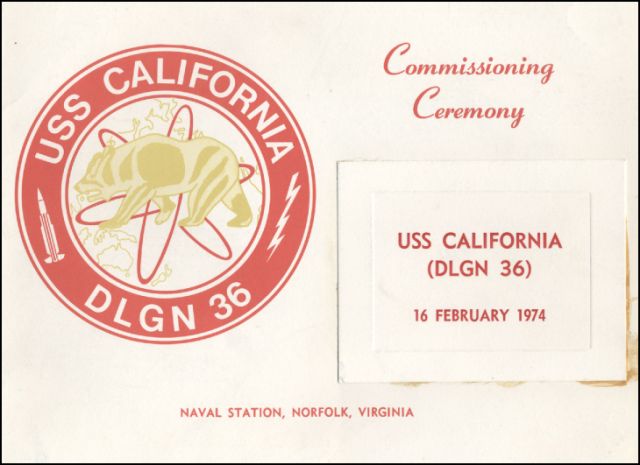 USS CALIFORNIA
DLGN 36
Commissioning
Ceremony
USS CALIFORNIA
(DLGN 36)
16 FEBRUARY 1974
NAVAL STATION, NORFOLK, VIRGINIA